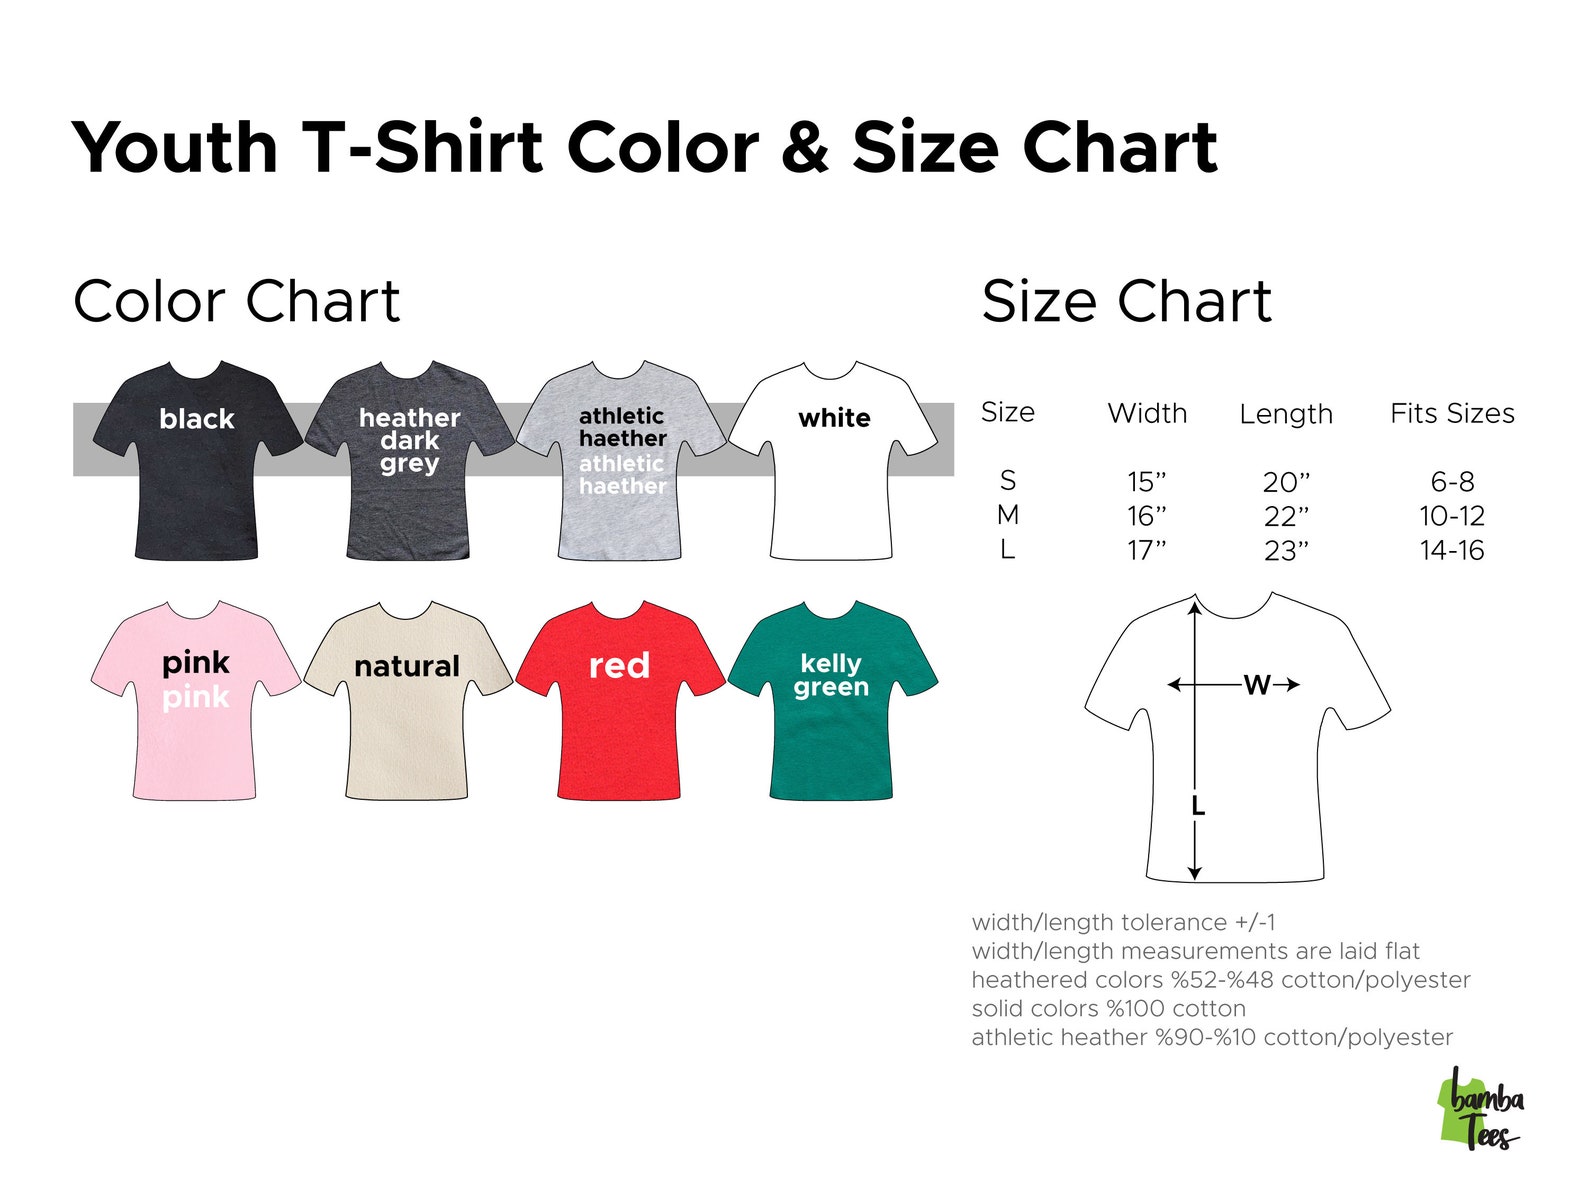 Youth T-Shirt Color & Size Chart
Color Chart
black
heather
dark
grey
athletic
haether
athletic
haether
white
pink
pink
natural
red
kelly
green
Size Chart
Size Width Length Fits Sizes
S 15” 20” 6-8
M 16” 22” 10-12
L 17” 23” 14-16
W
L
width/length tolerance +/-1
width/length measurements are laid flat
heathered colors %52-%48 cotton/polyester
solid colors %100 cotton
athletic heather %90-%10 cotton/polyester
bamba
Tees